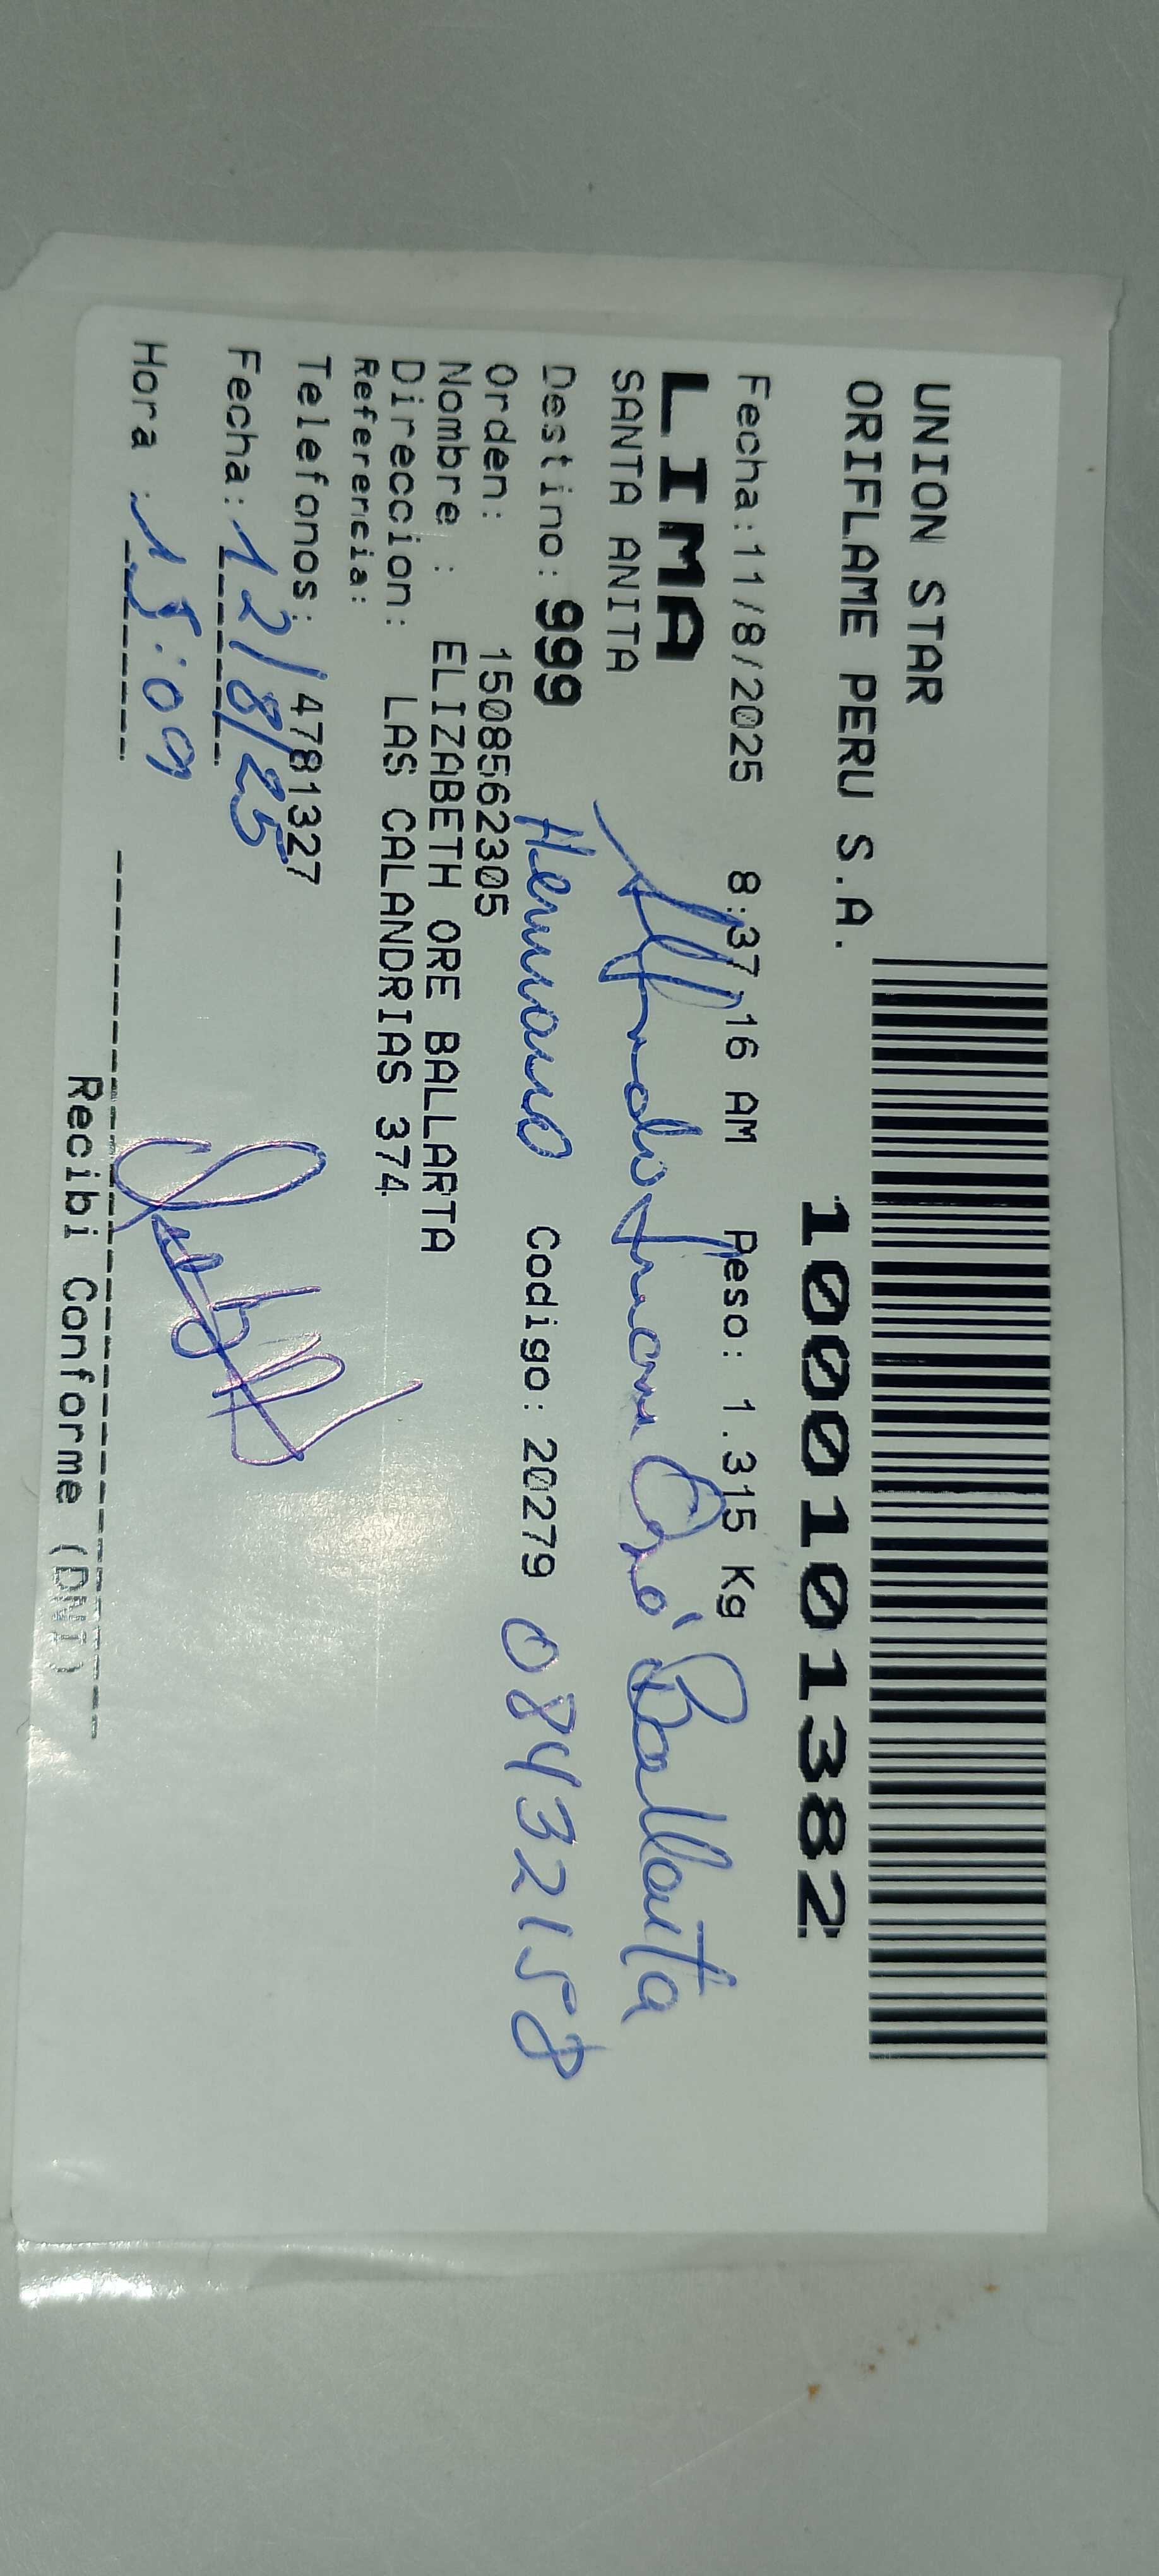 UNION STAR
ORIFLAME PERU S.A.
1000101382
Fecha:11/8/2025 8:37:16 AM Peso: 1.315 Kg
LIMA
SANTA ANITA
Juan Oré Ballarta
Destino: 999 Hermano Codigo: 20279 08432158
Orden: 1508562305
Nombre : ELIZABETH ORE BALLARTA
Direccion: LAS CALANDRIAS 374
Referencia:
Telefonos: 4781327
Fecha: 12/8/25
Hora : 15:09
Recibi Conforme (DNI)